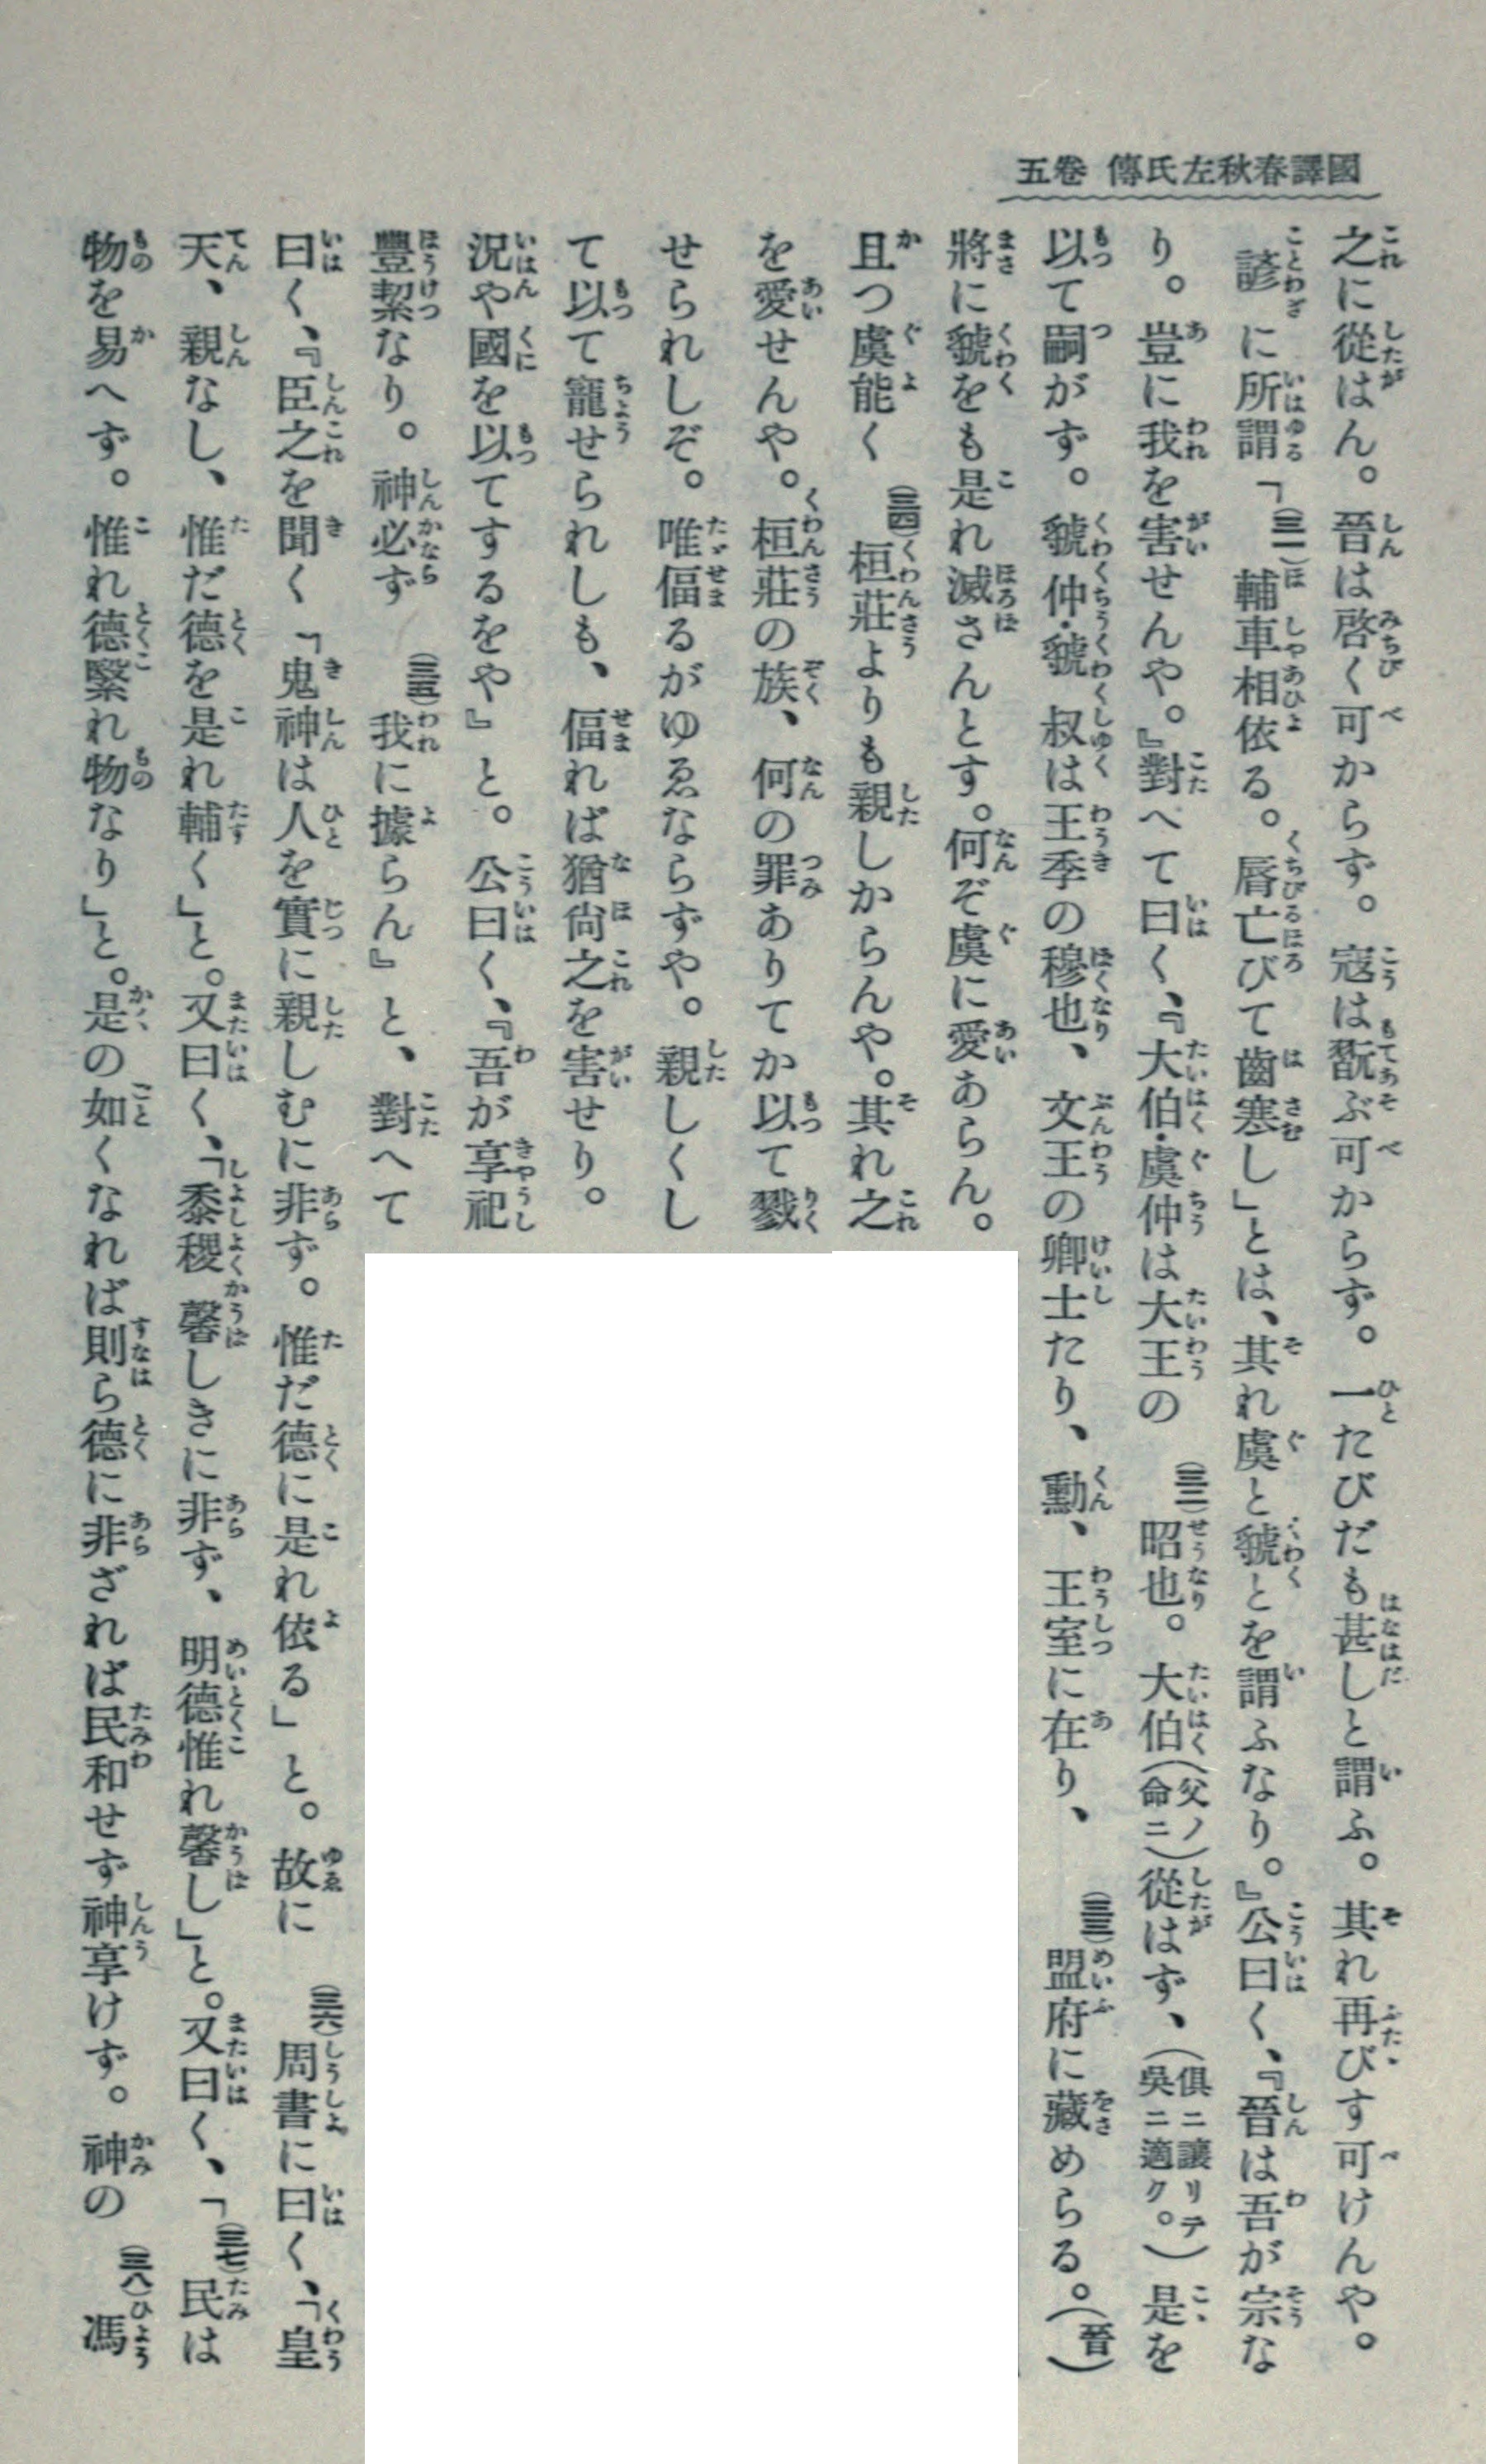 國譯春秋左氏傳 卷五
之に從はん。晉は啓く可からず。寇は翫ぶ可からず。一たびだも甚しと謂ふ。其れ再びす可けんや。
諺に所謂「(三一)輔車相依る。唇亡びて齒寒し」とは、其れ虞と虢とを謂ふなり。』公曰く、『晉は吾が宗な
り。豈に我を害せんや。』對へて曰く、『大伯・虞仲は大王の(三二)昭也。大伯(父ノ命ニ)從はず、(俱ニ讓リテ吳ニ適ク。)是を
以て嗣がず。虢仲・虢叔は王季の穆也、文王の卿士たり、勳、王室に在り、(三三)盟府に藏めらる。(晉)
將に虢をも是れ滅さんとす。何ぞ虞に愛あらん。
且つ虞能く(三四)桓莊よりも親しからんや。其れ之
を愛せんや。桓莊の族、何の罪ありてか以て戮
せられしぞ。唯偪るがゆゑならずや。親しくし
て以て寵せられしも、偪れば猶尙之を害せり。
況や國を以てするをや』と。公曰く、『吾が享祀
豐絜なり。神必ず(三五)我に據らん』と、對へて
曰く、『臣之を聞く「鬼神は人を實に親しむに非ず。惟だ德に是れ依る」と。故に(三六)周書に曰く、「皇
天、親なし、惟だ德を是れ輔く」と。又曰く、「黍稷馨しきに非ず、明德惟れ馨し」と。又曰く、「(三七)民は
物を易へず。惟れ德繄れ物なり」と。是の如くなれば則ち德に非ざれば民和せず神享けず。神の(三八)馮